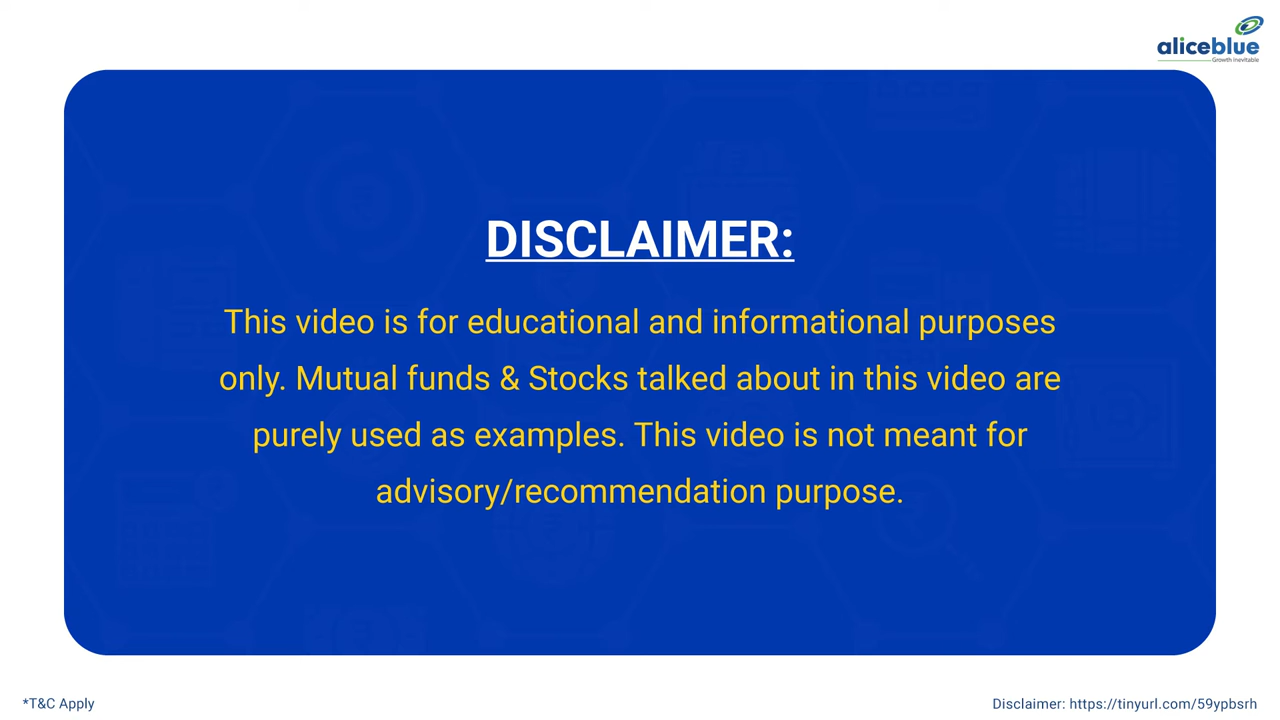 aliceblue
Growth inevitable
DISCLAIMER:
This video is for educational and informational purposes
only. Mutual funds & Stocks talked about in this video are
purely used as examples. This video is not meant for
advisory/recommendation purpose.
*T&C Apply
Disclaimer: https://tinyurl.com/59ypbsrh